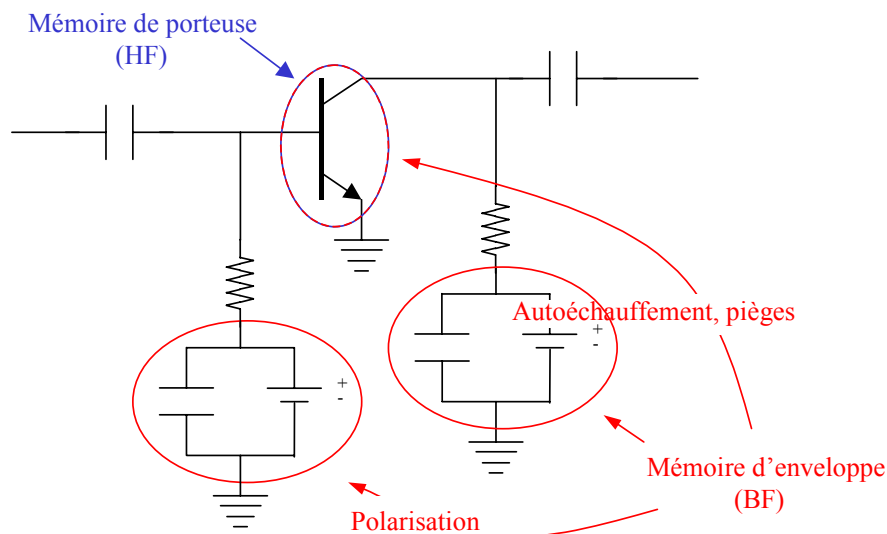 Mémoire de porteuse
(HF)
Autoéchauffement, pièges
+
-
+
-
Mémoire d’enveloppe
(BF)
Polarisation